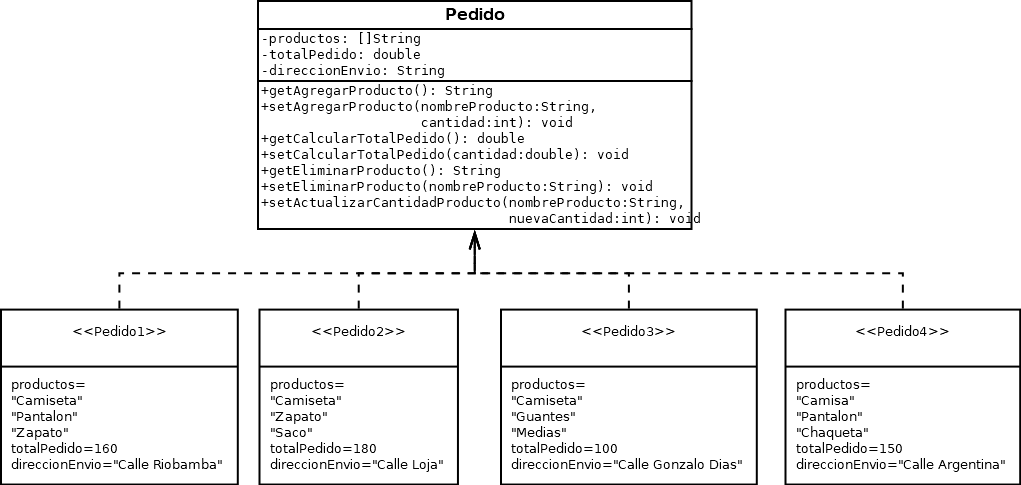 Pedido
-productos: []String
-totalPedido: double
-direccionEnvio: String
+getAgregarProducto(): String
+setAgregarProducto(nombreProducto:String,
cantidad:int): void
+getCalcularTotalPedido(): double
+setCalcularTotalPedido(cantidad:double): void
+getEliminarProducto(): String
+setEliminarProducto(nombreProducto:String): void
+setActualizarCantidadProducto(nombreProducto:String,
nuevaCantidad:int): void
<<Pedido1>>
productos=
"Camiseta"
"Pantalon"
"Zapato"
totalPedido=160
direccionEnvio="Calle Riobamba"
<<Pedido2>>
productos=
"Camiseta"
"Zapato"
"Saco"
totalPedido=180
direccionEnvio="Calle Loja"
<<Pedido3>>
productos=
"Camiseta"
"Guantes"
"Medias"
totalPedido=100
direccionEnvio="Calle Gonzalo Dias"
<<Pedido4>>
productos=
"Camisa"
"Pantalon"
"Chaqueta"
totalPedido=150
direccionEnvio="Calle Argentina"